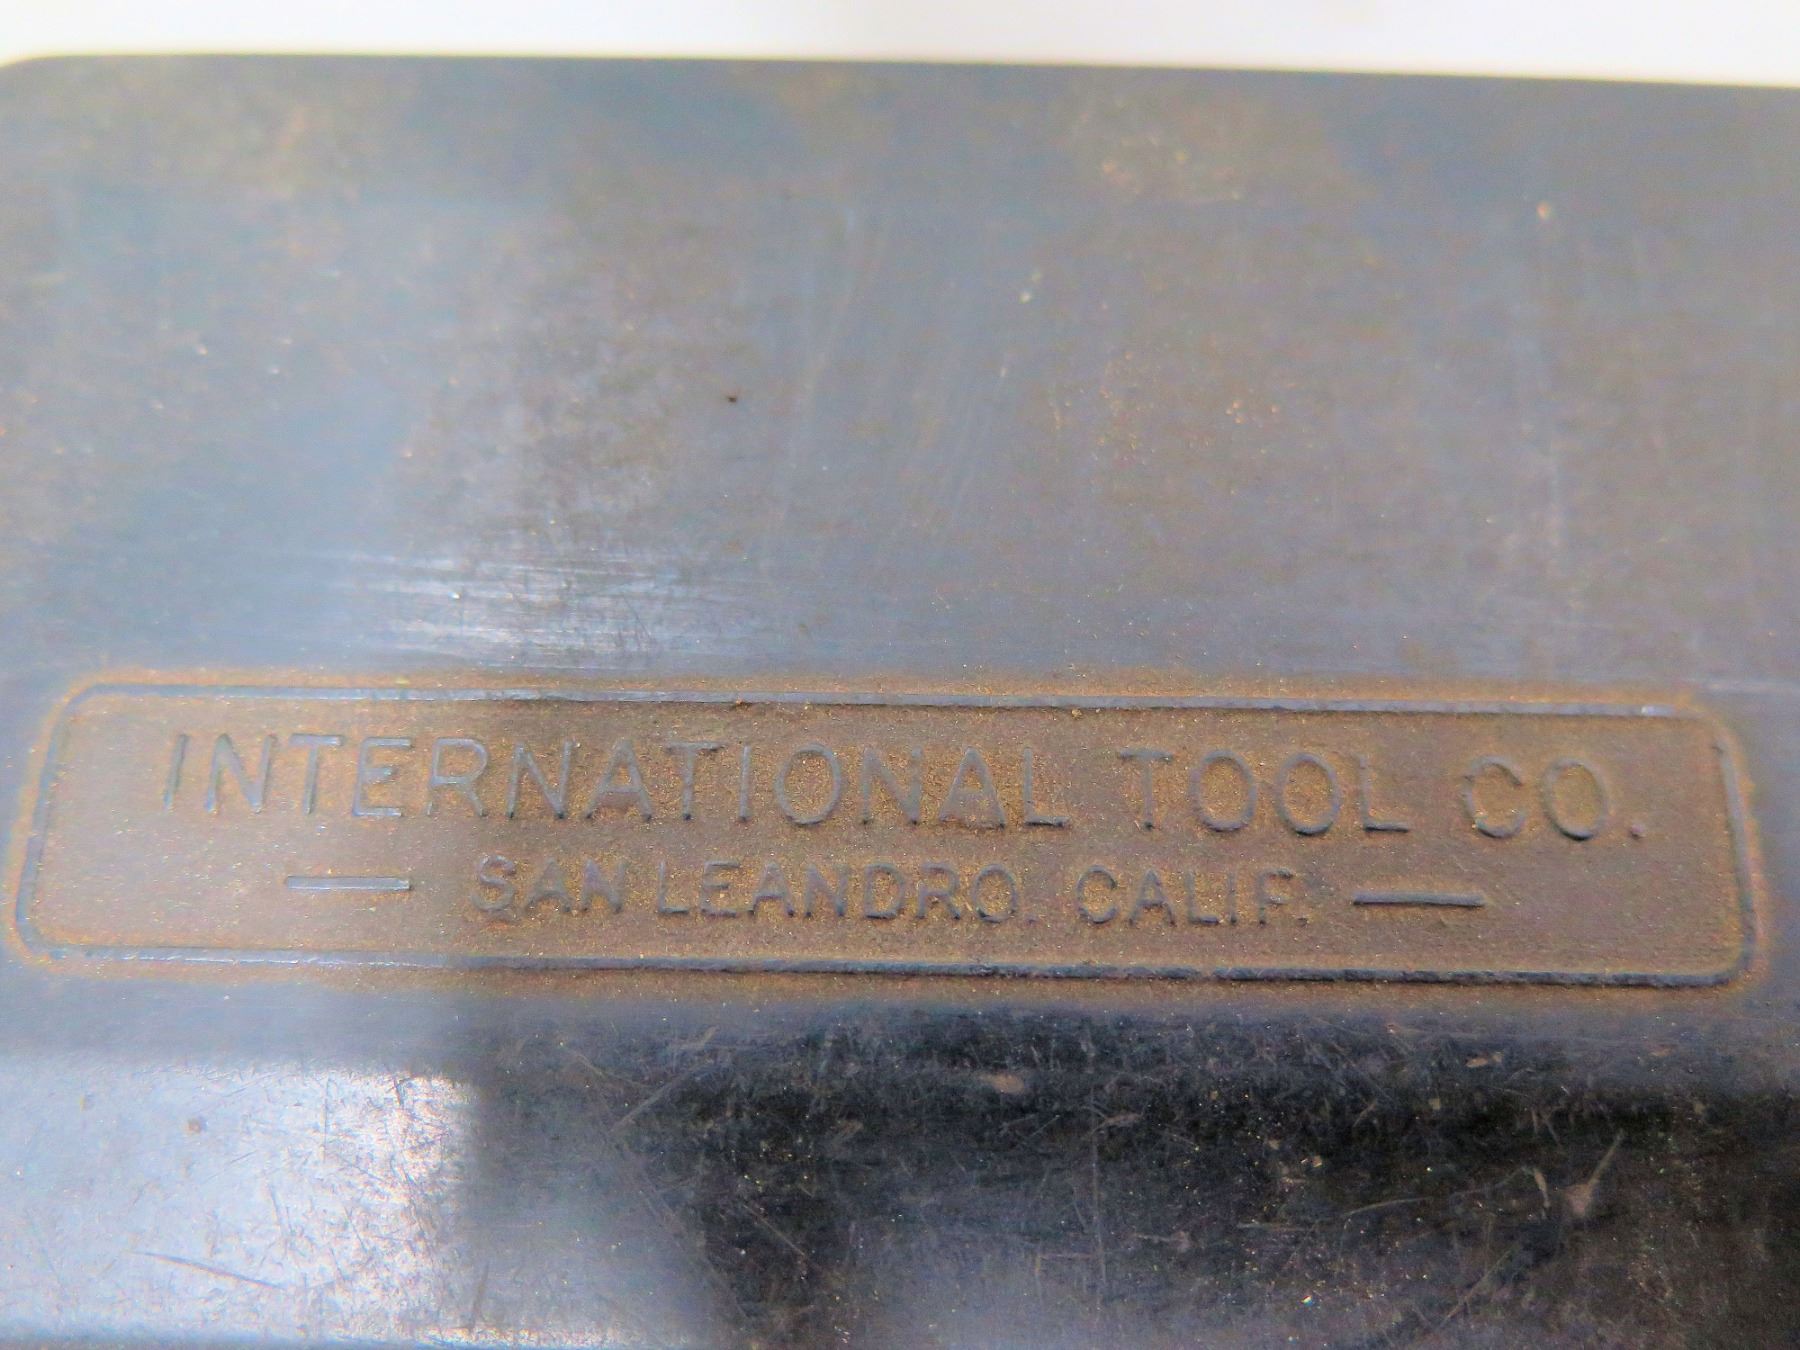 INTERNATIONAL TOOL CO.
— SAN LEANDRO. CALIF. —